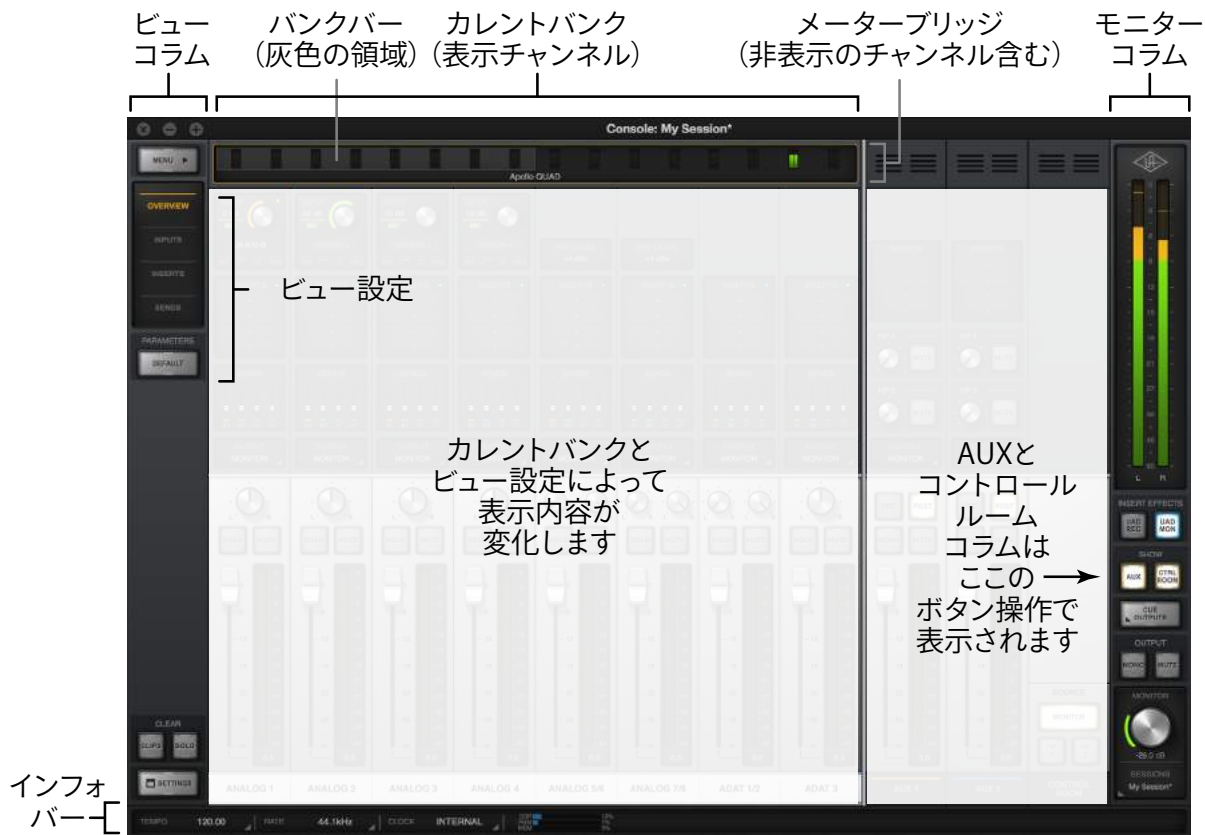 ビュー
コラム
バンクバー
（灰色の領域）
カレントバンク
（表示チャンネル）
メーターブリッジ
（非表示のチャンネル含む）
モニター
コラム
Console: My Session*
MENU
Apollo QUAD
OVERVIEW
INPUTS
INSERTS
SENDS
PARAMETERS
DEFAULT
ビュー設定
カレントバンクと
ビュー設定によって
表示内容が
変化します
AUXと
コントロール
ルーム
コラムは
ここの
ボタン操作で
表示されます
L R
INSERT EFFECTS
UAD REC
UAD MON
SHOW
AUX
CTRL ROOM
CUE OUTPUTS
OUTPUT
MONO MUTE
MONITOR
-26.0 dB
SESSIONS
My Session*
CLEAR
CLIPS SOLO
SETTINGS
ANALOG 1 ANALOG 2 ANALOG 3 ANALOG 4 ANALOG 5/6 ANALOG 7/8 ADAT 1/2 ADAT 3
AUX 1 AUX 2 CONTROL ROOM
インフォ
バー
TEMPO 120.00 RATE 44.1kHz CLOCK INTERNAL